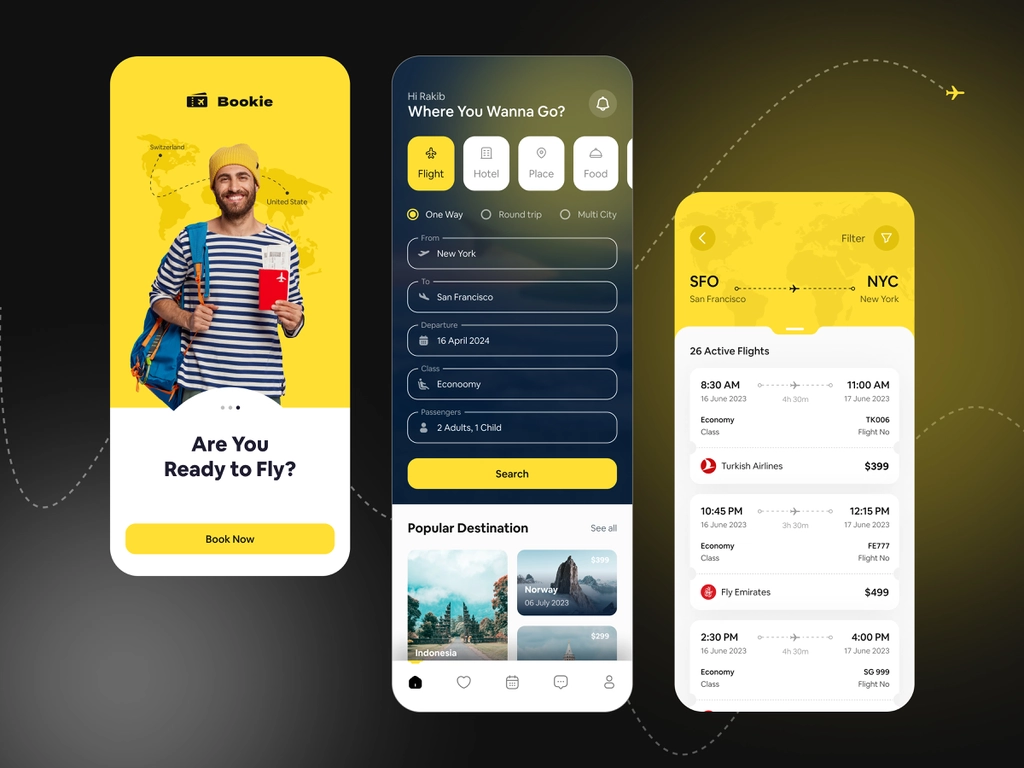 Bookie
Switzerland
United State
Are You
Ready to Fly?
Book Now
Hi Rakib
Where You Wanna Go?
Flight
Hotel
Place
Food
One Way
Round trip
Multi City
From
New York
To
San Francisco
Departure
16 April 2024
Class
Econoomy
Passengers
2 Adults, 1 Child
Search
Popular Destination
See all
Indonesia
$399
Norway
06 July 2023
$299
Filter
SFO
NYC
San Francisco
New York
26 Active Flights
8:30 AM
11:00 AM
16 June 2023
4h 30m
17 June 2023
Economy
TK006
Class
Flight No
Turkish Airlines
$399
10:45 PM
12:15 PM
16 June 2023
3h 30m
17 June 2023
Economy
FE777
Class
Flight No
Fly Emirates
$499
2:30 PM
4:00 PM
16 June 2023
4h 30m
17 June 2023
Economy
SG 999
Class
Flight No